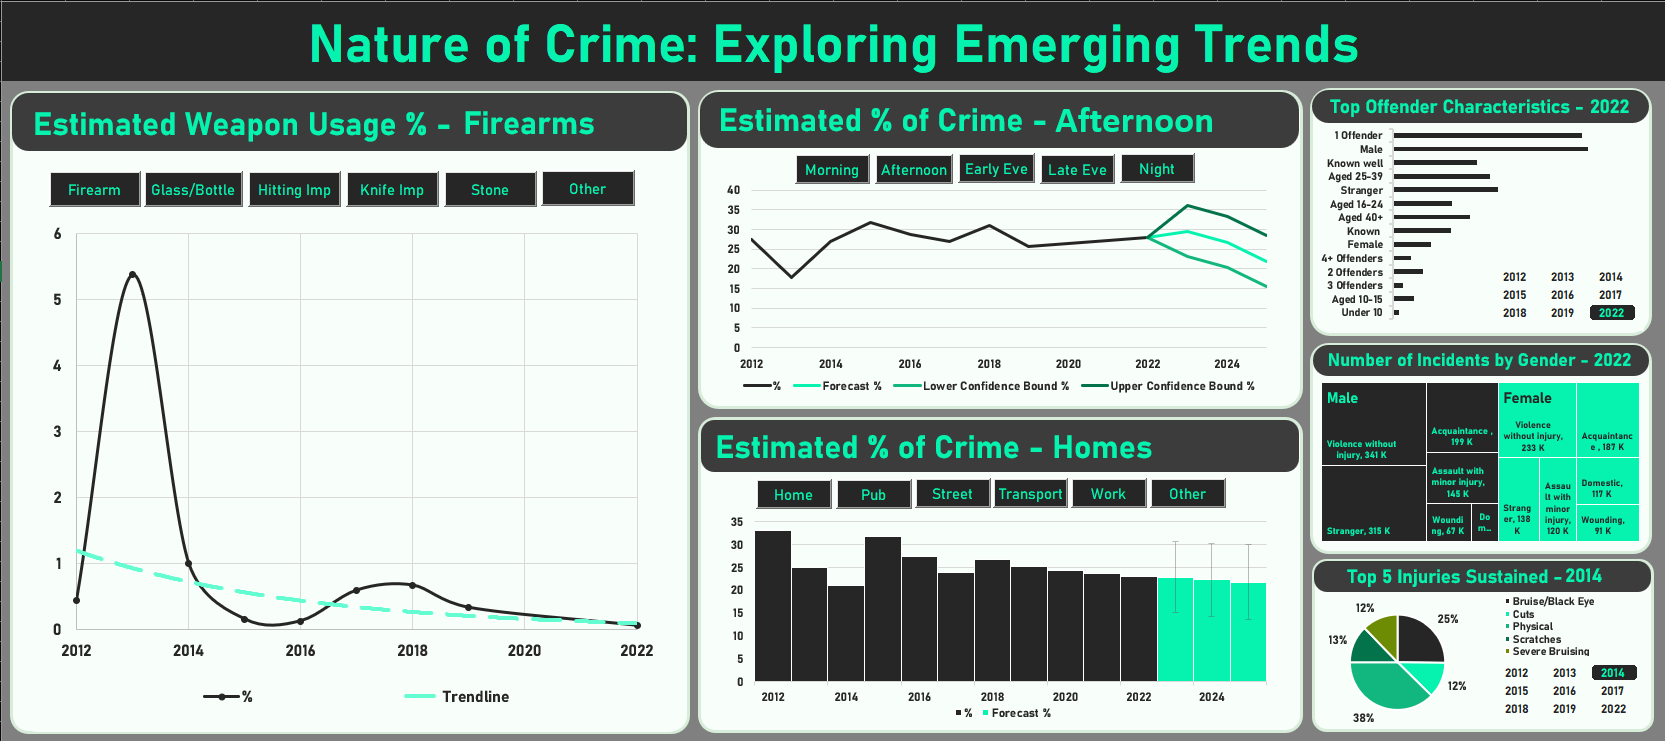 Nature of Crime: Exploring Emerging Trends
Estimated Weapon Usage % - Firearms
Firearm Glass/Bottle Hitting Imp Knife Imp Stone Other
6
5
4
3
2
1
0
2012 2014 2016 2018 2020 2022
% Trendline
Estimated % of Crime - Afternoon
Morning Afternoon Early Eve Late Eve Night
40
35
30
25
20
15
10
5
0
2012 2014 2016 2018 2020 2022 2024
% Forecast % Lower Confidence Bound % Upper Confidence Bound %
Estimated % of Crime - Homes
Home Pub Street Transport Work Other
35
30
25
20
15
10
5
0
2012 2014 2016 2018 2020 2022 2024
% Forecast %
Top Offender Characteristics - 2022
1 Offender
Male
Known well
Aged 25-39
Stranger
Aged 16-24
Aged 40+
Known
Female
4+ Offenders
2 Offenders
3 Offenders
Aged 10-15
Under 10
2012 2013 2014
2015 2016 2017
2018 2019 2022
Number of Incidents by Gender - 2022
Male
Violence without
injury, 341 K
Stranger, 315 K
Acquaintance ,
199 K
Assault with
minor injury,
145 K
Woundi
ng, 67 K
Do
m...
Female
Violence
without injury,
233 K
Acquaintanc
e , 187 K
Strang
er, 138
K
Assau
lt with
minor
injury,
120 K
Domestic,
117 K
Wounding,
91 K
Top 5 Injuries Sustained - 2014
12%
25%
13%
12%
38%
Bruise/Black Eye
Cuts
Physical
Scratches
Severe Bruising
2012 2013 2014
2015 2016 2017
2018 2019 2022